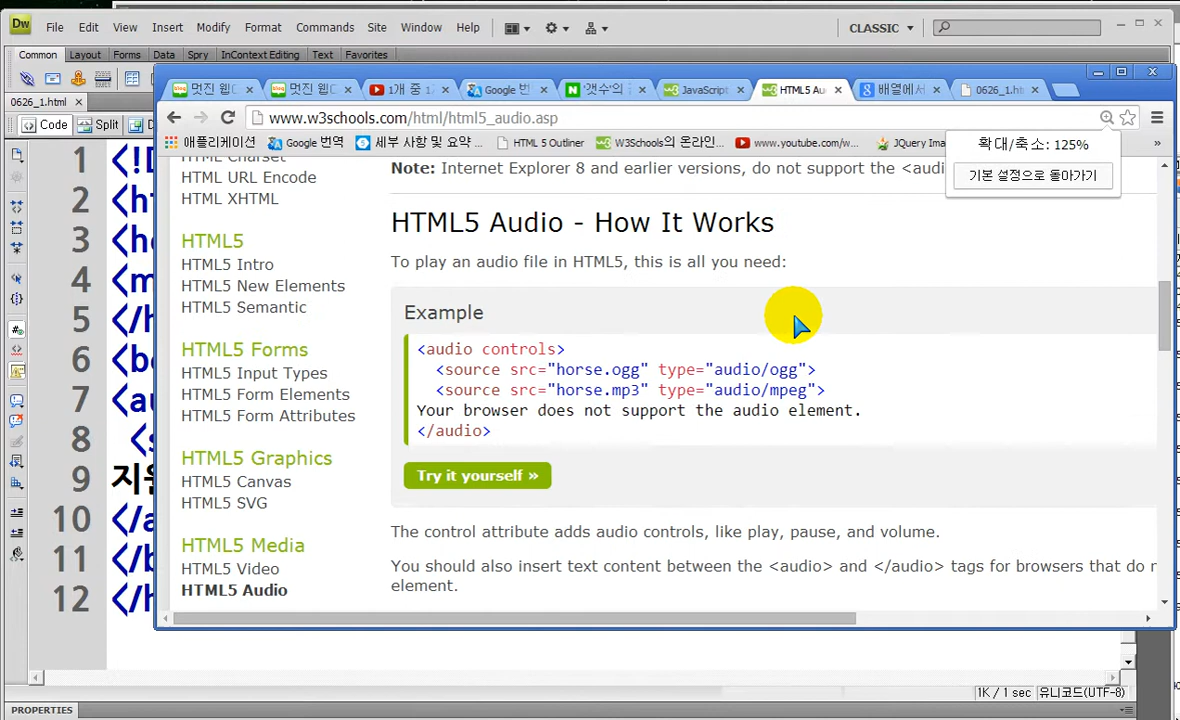 Dw File Edit View Insert Modify Format Commands Site Window Help CLASSIC
Common Layout Forms Data Spry InContext Editing Text Favorites
0626_1.html ×
Code Split
멋진 웹 멋진 웹 1개 중 1 Google 번 '갯수'의 JavaScript HTML5 Au 배열에서 0626_1.ht
www.w3schools.com/html/html5_audio.asp
애플리케이션 Google 번역 세부 사항 및 요약 ... HTML 5 Outliner W3Schools의 온라인... www.youtube.com/w... JQuery Ima »
확대/축소: 125%
기본 설정으로 돌아가기
HTML Charset
HTML URL Encode
HTML XHTML
HTML5
HTML5 Intro
HTML5 New Elements
HTML5 Semantic
HTML5 Forms
HTML5 Input Types
HTML5 Form Elements
HTML5 Form Attributes
HTML5 Graphics
HTML5 Canvas
HTML5 SVG
HTML5 Media
HTML5 Video
HTML5 Audio
Note: Internet Explorer 8 and earlier versions, do not support the <audi
HTML5 Audio - How It Works
To play an audio file in HTML5, this is all you need:
Example
<audio controls>
<source src="horse.ogg" type="audio/ogg">
<source src="horse.mp3" type="audio/mpeg">
Your browser does not support the audio element.
</audio>
Try it yourself »
The control attribute adds audio controls, like play, pause, and volume.
You should also insert text content between the <audio> and </audio> tags for browsers that do n
element.
1 <!D
2 <ht
3 <he
4 <m
5 </h
6 <bo
7 <au
8 <s
9 지원
10 </a
11 </b
12 </h
1K / 1 sec 유니코드(UTF-8)
PROPERTIES